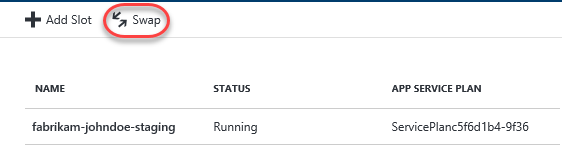 Add Slot Swap
NAME STATUS APP SERVICE PLAN
fabrikam-johndoe-staging Running ServicePlanc5f6d1b4-9f36